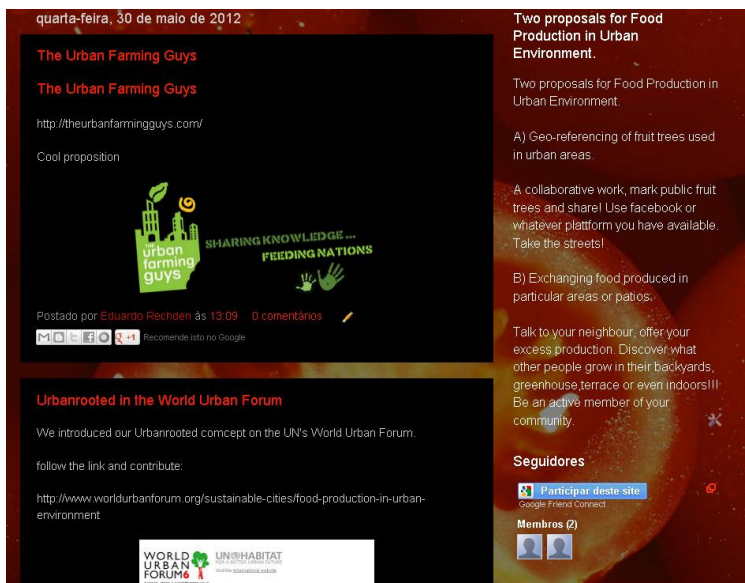 quarta-feira, 30 de maio de 2012
The Urban Farming Guys
The Urban Farming Guys
http://theurbanfarmingguys.com/
Cool proposition
THE
urban
farming
guys
SHARING KNOWLEDGE...
FEEDING NATIONS
Postado por Eduardo Rechden às 13:09 0 comentários
+1 Recomende isto no Google
Urbanrooted in the World Urban Forum
We introduced our Urbanrooted comcept on the UN's World Urban Forum.
follow the link and contribute:
http://www.worldurbanforum.org/sustainable-cities/food-production-in-urban-
environment
WORLD
URBAN
FORUM6
UN HABITAT
FOR A BETTER URBAN FUTURE
Two proposals for Food
Production in Urban
Environment.
Two proposals for Food Production in
Urban Environment.
A) Geo-referencing of fruit trees used
in urban areas.
A collaborative work, mark public fruit
trees and share! Use facebook or
whatever plattform you have available.
Take the streets!
B) Exchanging food produced in
particular areas or patios.
Talk to your neighbour, offer your
excess production. Discover what
other people grow in their backyards,
greenhouse,terrace or even indoors!!!
Be an active member of your
community.
Seguidores
Participar deste site
Google Friend Connect
Membros (2)